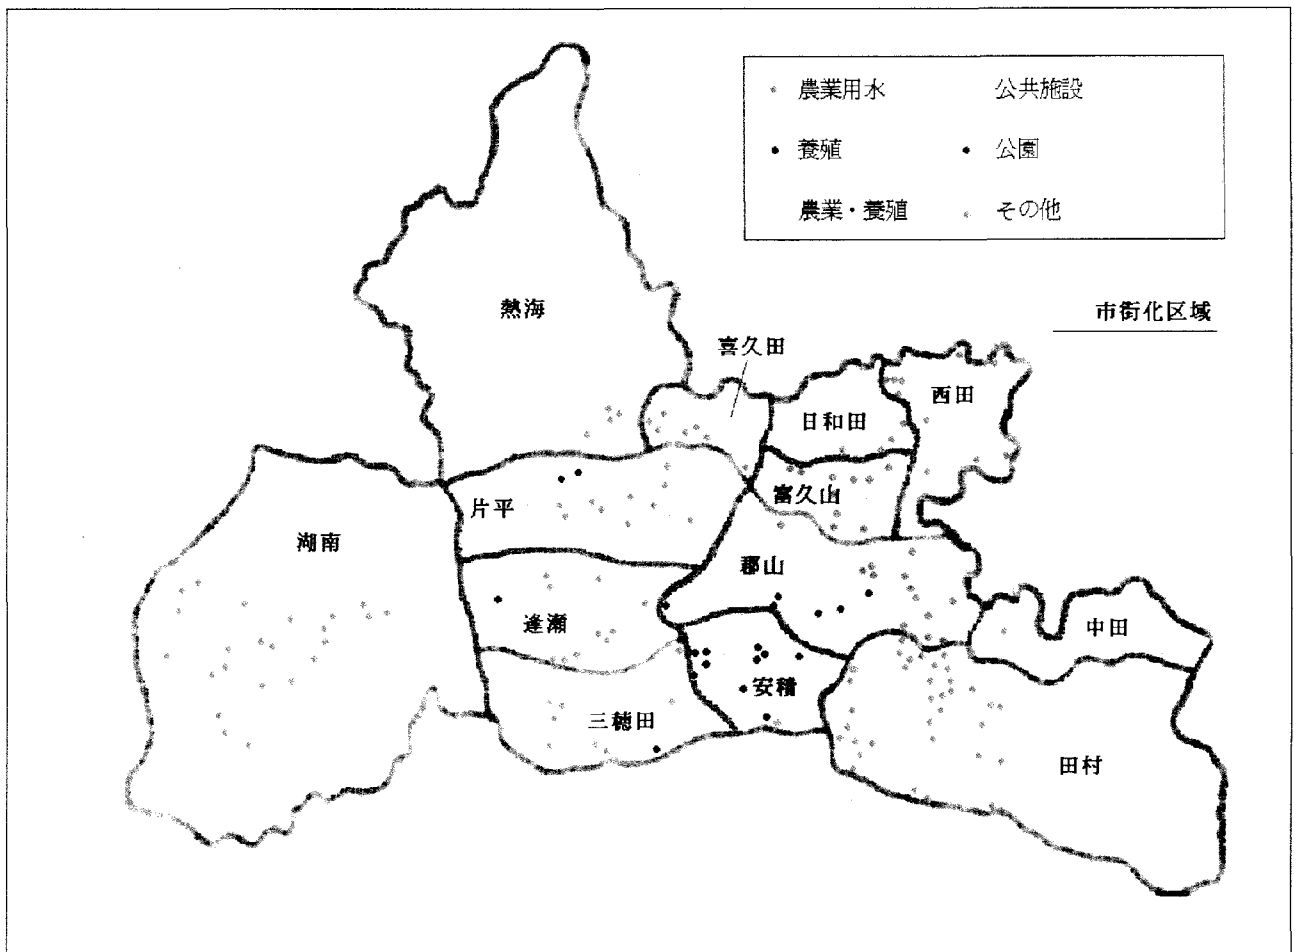 農業用水 公共施設
養殖 公園
農業・養殖 その他
市街化区域
熱海
喜久田
日和田
西田
富久山
片平
湖南
郡山
逢瀬
中田
安積
三穂田
田村